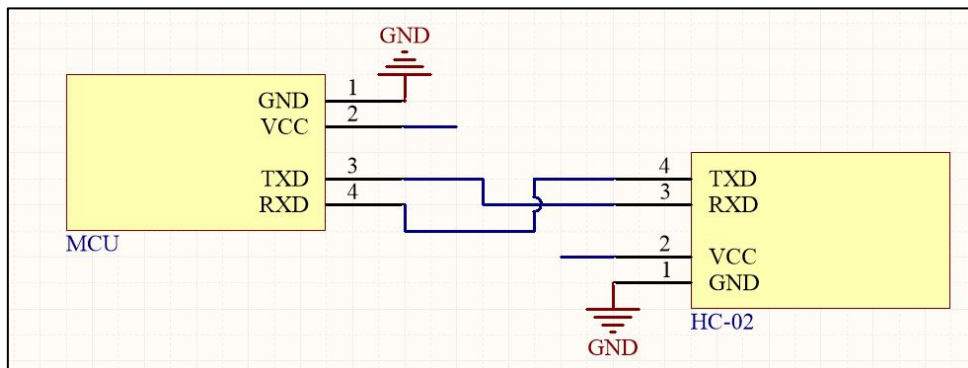 GND
1
GND
2
VCC
3
TXD
4
RXD
MCU
4
TXD
3
RXD
2
VCC
1
GND
HC-02
GND